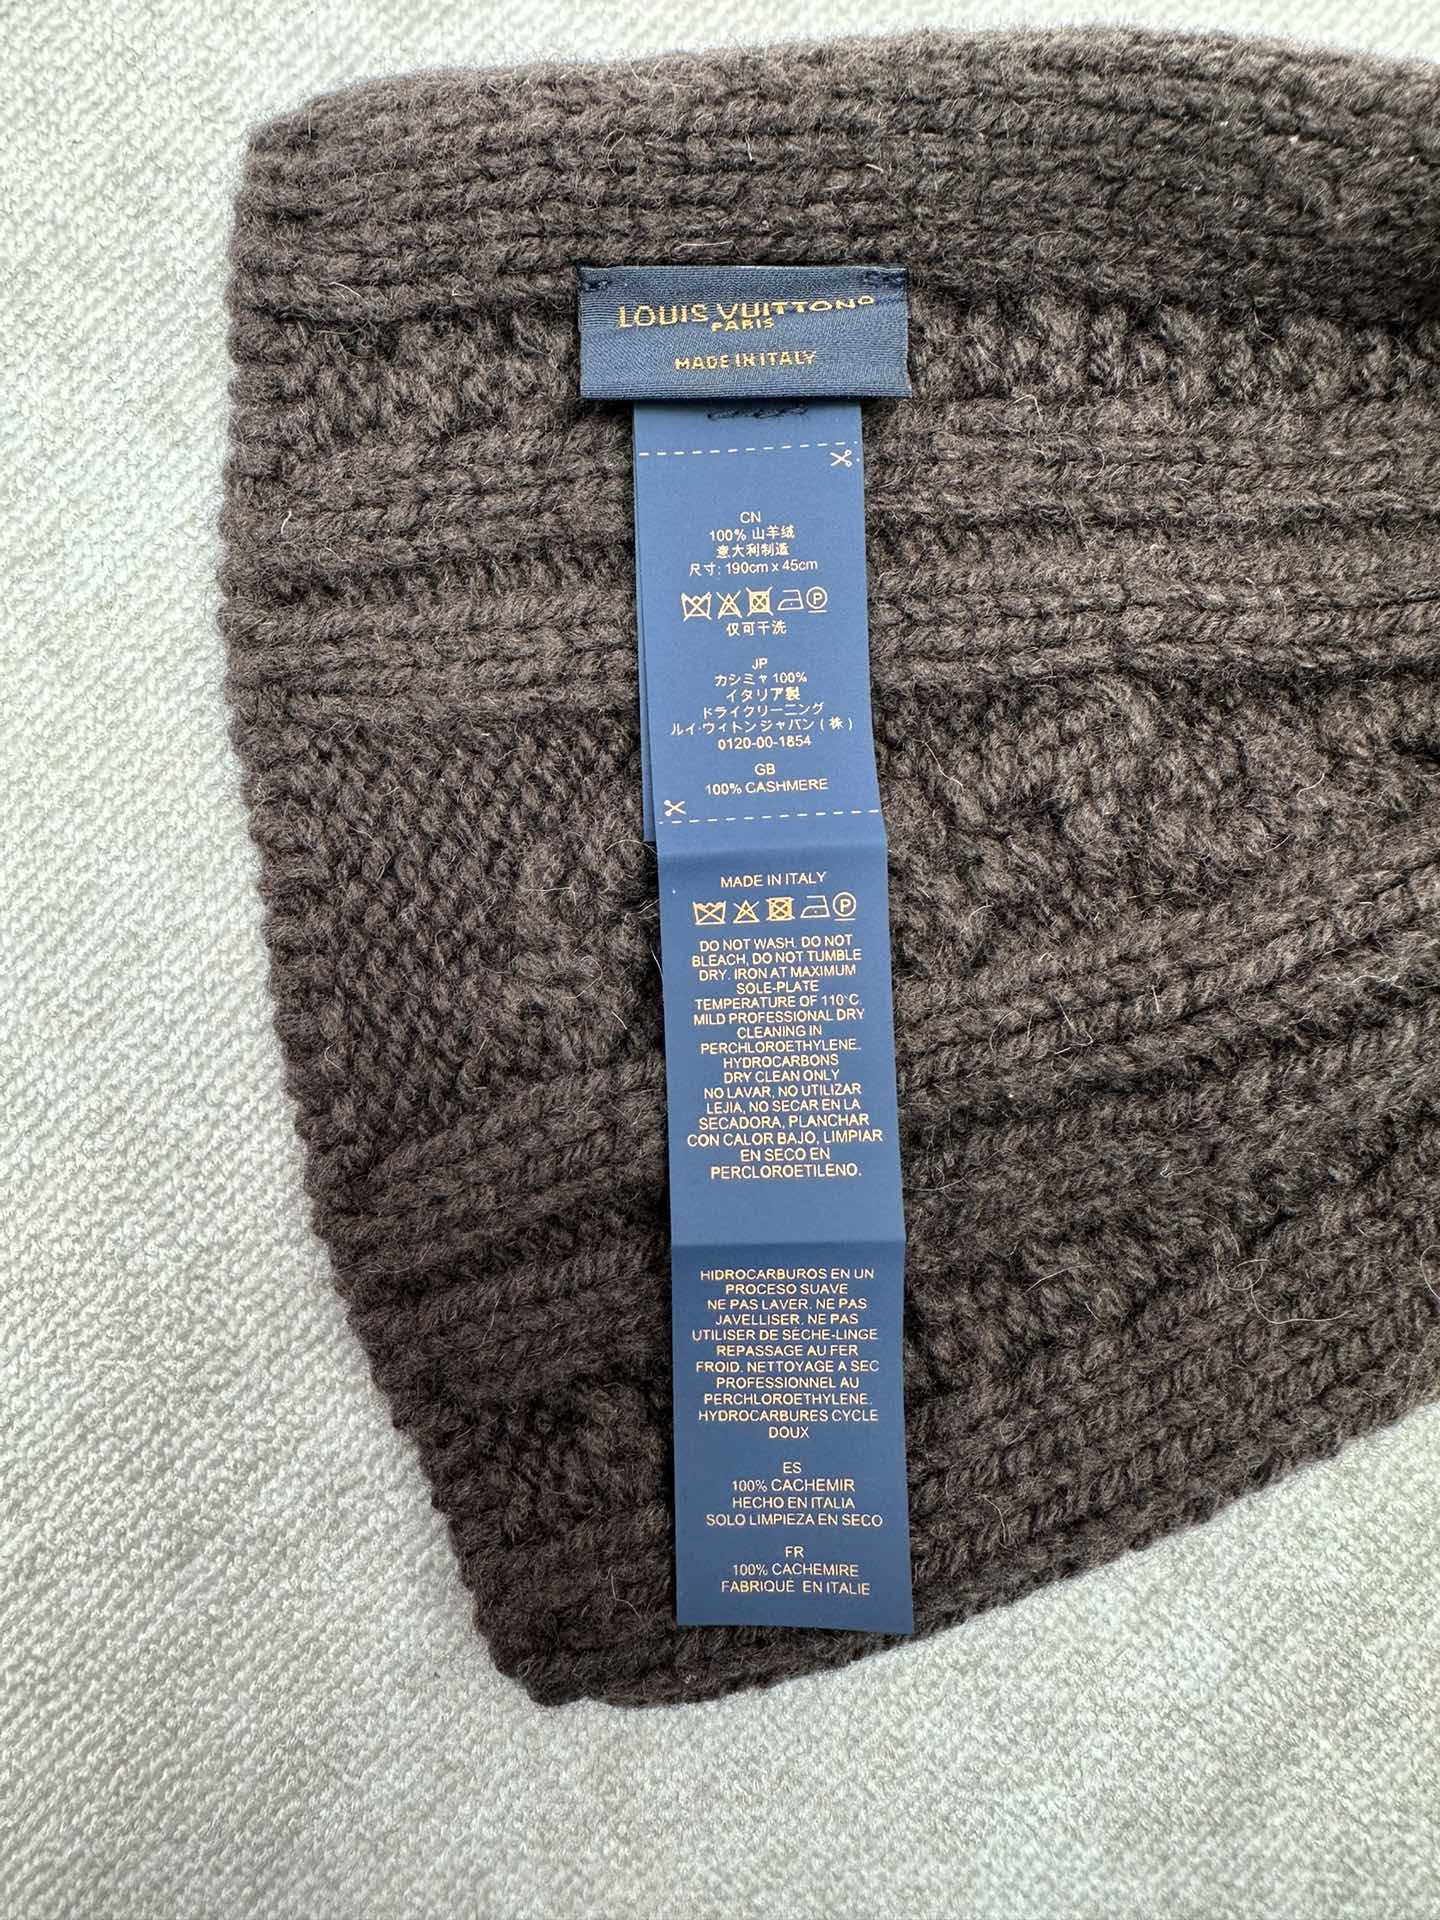 LOUIS VUITTON®
PARIS
MADE IN ITALY
CN
100% 山羊绒
意大利制造
尺寸: 190cm x 45cm
P
仅可干洗
JP
カシミヤ 100%
イタリア製
ドライクリーニング
ルイ·ヴィトンジャパン ( 株 )
0120-00-1854
GB
100% CASHMERE
MADE IN ITALY
P
DO NOT WASH. DO NOT
BLEACH, DO NOT TUMBLE
DRY. IRON AT MAXIMUM
SOLE-PLATE
TEMPERATURE OF 110°C.
MILD PROFESSIONAL DRY
CLEANING IN
PERCHLOROETHYLENE.
HYDROCARBONS
DRY CLEAN ONLY
NO LAVAR, NO UTILIZAR
LEJIA, NO SECAR EN LA
SECADORA, PLANCHAR
CON CALOR BAJO, LIMPIAR
EN SECO EN
PERCLOROETILENO.
HIDROCARBUROS EN UN
PROCESO SUAVE
NE PAS LAVER. NE PAS
JAVELLISER. NE PAS
UTILISER DE SÈCHE-LINGE
REPASSAGE AU FER
FROID. NETTOYAGE A SEC
PROFESSIONNEL AU
PERCHLOROETHYLENE.
HYDROCARBURES CYCLE
DOUX
ES
100% CACHEMIR
HECHO EN ITALIA
SOLO LIMPIEZA EN SECO
FR
100% CACHEMIRE
FABRIQUÉ EN ITALIE